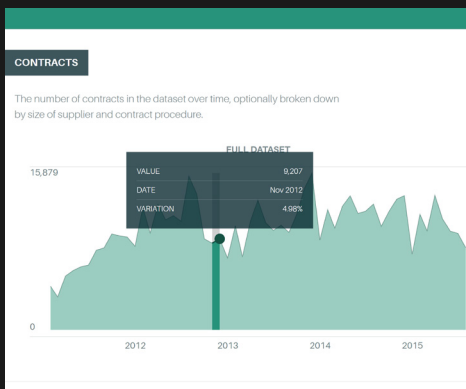 CONTRACTS
The number of contracts in the dataset over time, optionally broken down
by size of supplier and contract procedure.
FULL DATASET
15,879
VALUE 9,207
DATE Nov 2012
VARIATION 4.98%
0
2012 2013 2014 2015